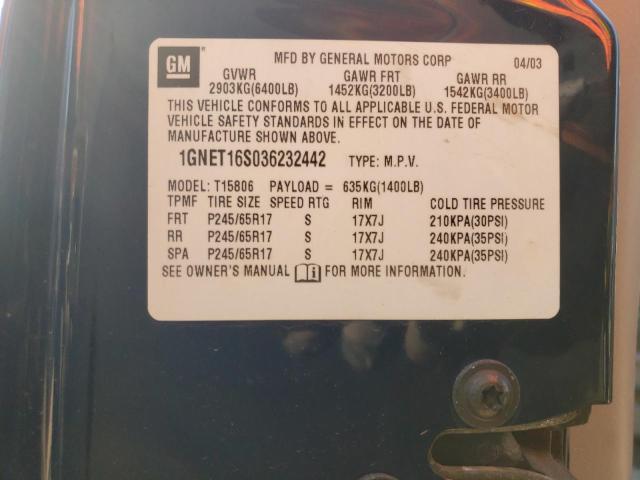 GM
MFD BY GENERAL MOTORS CORP 04/03
GVWR GAWR FRT GAWR RR
2903KG(6400LB) 1452KG(3200LB) 1542KG(3400LB)
THIS VEHICLE CONFORMS TO ALL APPLICABLE U.S. FEDERAL MOTOR
VEHICLE SAFETY STANDARDS IN EFFECT ON THE DATE OF
MANUFACTURE SHOWN ABOVE.
1GNET16S036232442 TYPE: M.P.V.
MODEL: T15806 PAYLOAD = 635KG(1400LB)
TPMF TIRE SIZE SPEED RTG RIM COLD TIRE PRESSURE
FRT P245/65R17 S 17X7J 210KPA(30PSI)
RR P245/65R17 S 17X7J 240KPA(35PSI)
SPA P245/65R17 S 17X7J 240KPA(35PSI)
SEE OWNER'S MANUAL i FOR MORE INFORMATION.